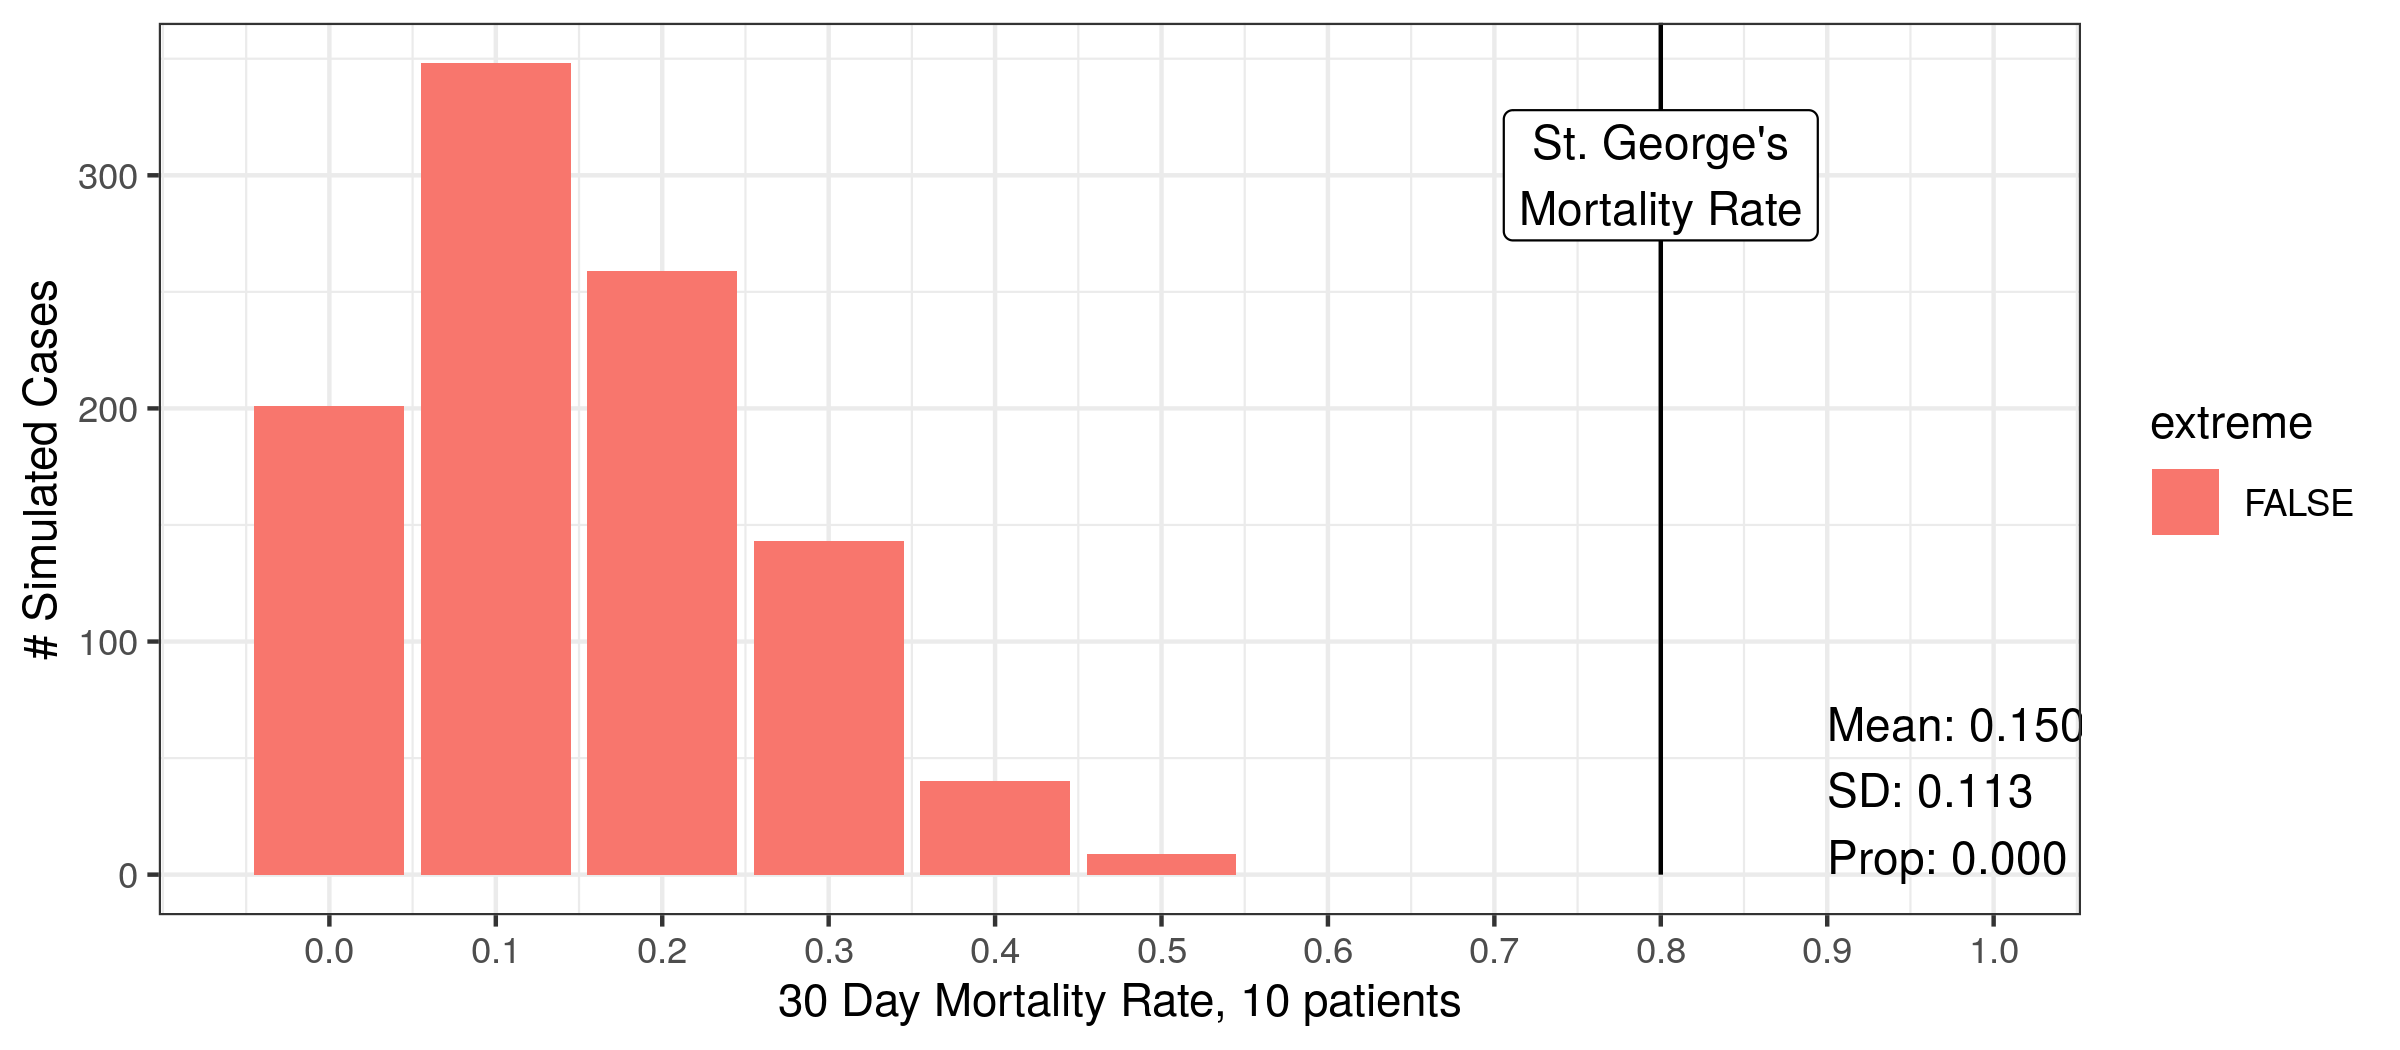 St. George's
Mortality Rate
# Simulated Cases
300
200
100
0
Mean: 0.150
SD: 0.113
Prop: 0.000
0.0 0.1 0.2 0.3 0.4 0.5 0.6 0.7 0.8 0.9 1.0
30 Day Mortality Rate, 10 patients
extreme
FALSE